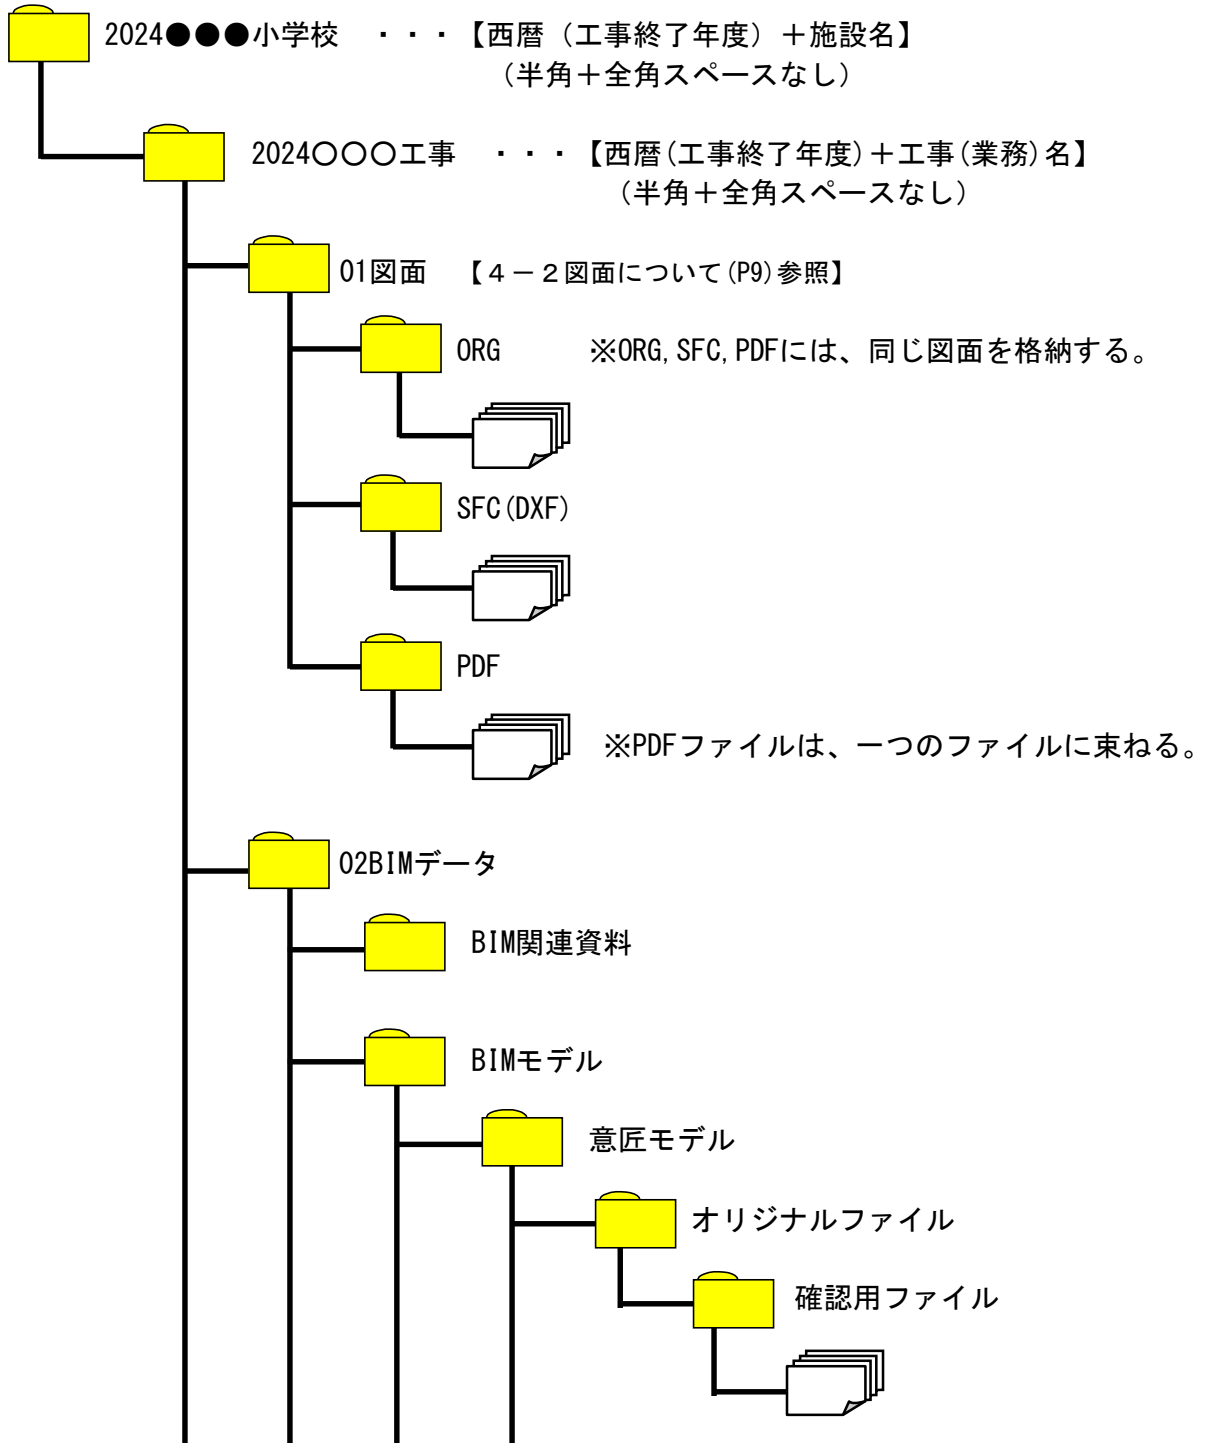 2024●●●小学校　・・・【西暦（工事終了年度）＋施設名】
（半角＋全角スペースなし）
2024〇〇〇工事　・・・【西暦(工事終了年度)＋工事(業務)名】
（半角＋全角スペースなし）
01図面　【４－２図面について(P9)参照】
ORG　※ORG,SFC,PDFには、同じ図面を格納する。
SFC(DXF)
PDF
※PDFファイルは、一つのファイルに束ねる。
02BIMデータ
BIM関連資料
BIMモデル
意匠モデル
オリジナルファイル
確認用ファイル